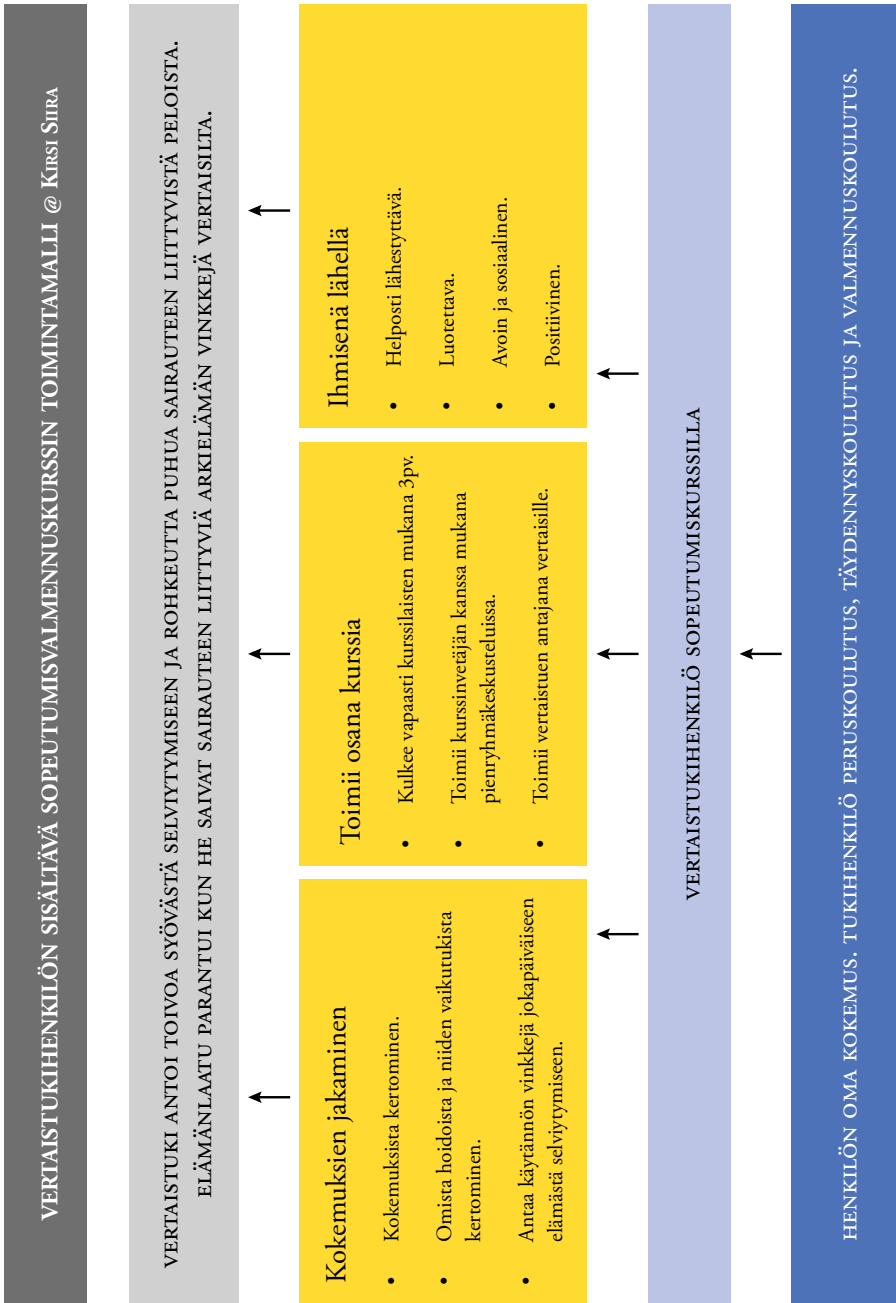 VERTAISTUKIHENKILÖN SISÄLTÄVÄ SOPEUTUMISVALMENNUSKURSSIN TOIMINTAMALLI @ KIRSI SIIRA
VERTAISTUKI ANTOI TOIVOA SYÖVÄSTÄ SELVIYTYMISEEN JA ROHKEUTTA PUHUA SAIRAUTEEN LIITTYVISTÄ PELOISTA.
ELÄMÄNLAATU PARANTUI KUN HE SAIVAT SAIRAUTEEN LIITTYVIÄ ARKIELÄMÄN VINKKEJÄ VERTAISILTA.
Kokemuksien jakaminen
• Kokemuksista kertominen.
• Omista hoidoista ja niiden vaikutukista
kertominen.
• Antaa käytännön vinkkejä jokapäiväiseen
elämästä selviytymiseen.
Toimii osana kurssia
• Kulkee vapaasti kurssilaisten mukana 3pv.
• Toimii kurssinvetäjän kanssa mukana
pienryhmäkeskusteluissa.
• Toimii vertaistuen antajana vertaisille.
Ihmisenä lähellä
• Helposti lähestyttävä.
• Luotettava.
• Avoin ja sosiaalinen.
• Positiivinen.
VERTAISTUKIHENKILÖ SOPEUTUMISKURSSILLA
HENKILÖN OMA KOKEMUS. TUKIHENKILÖ PERUSKOULUTUS, TÄYDENNYSKOULUTUS JA VALMENNUSKOULUTUS.